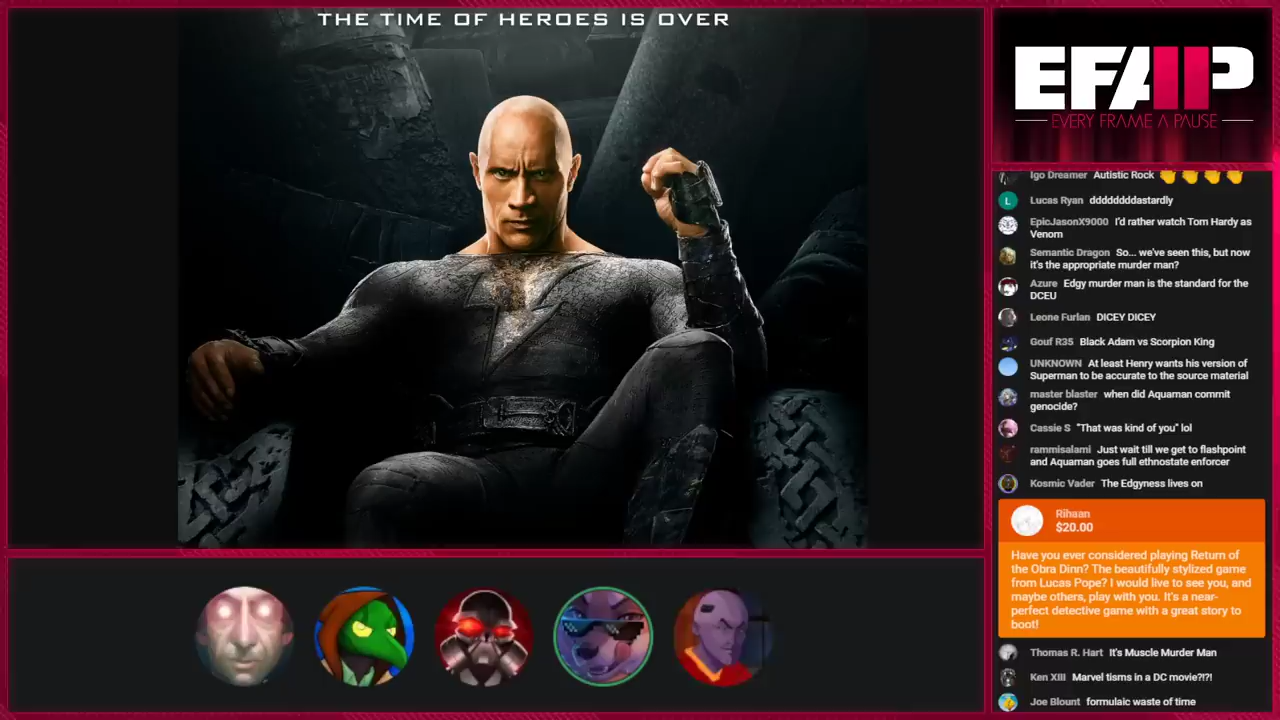 THE TIME OF HEROES IS OVER
EFAP
EVERY FRAME A PAUSE
Igo Dreamer Autistic Rock
L Lucas Ryan ddddddddastardly
EpicJasonX9000 I'd rather watch Tom Hardy as
Venom
Semantic Dragon So... we've seen this, but now
it's the appropriate murder man?
Azure Edgy murder man is the standard for the
DCEU
Leone Furlan DICEY DICEY
Gouf R35 Black Adam vs Scorpion King
UNKNOWN At least Henry wants his version of
Superman to be accurate to the source material
master blaster when did Aquaman commit
genocide?
Cassie S "That was kind of you" lol
rammisalami Just wait till we get to flashpoint
and Aquaman goes full ethnostate enforcer
Kosmic Vader The Edgyness lives on
Rihaan
$20.00
Have you ever considered playing Return of
the Obra Dinn? The beautifully stylized game
from Lucas Pope? I would love to see you, and
maybe others, play with you. It's a near-
perfect detective game with a great story to
boot!
Thomas R. Hart It's Muscle Murder Man
Ken XIII Marvel tisms in a DC movie?!?!
Joe Blount formulaic waste of time